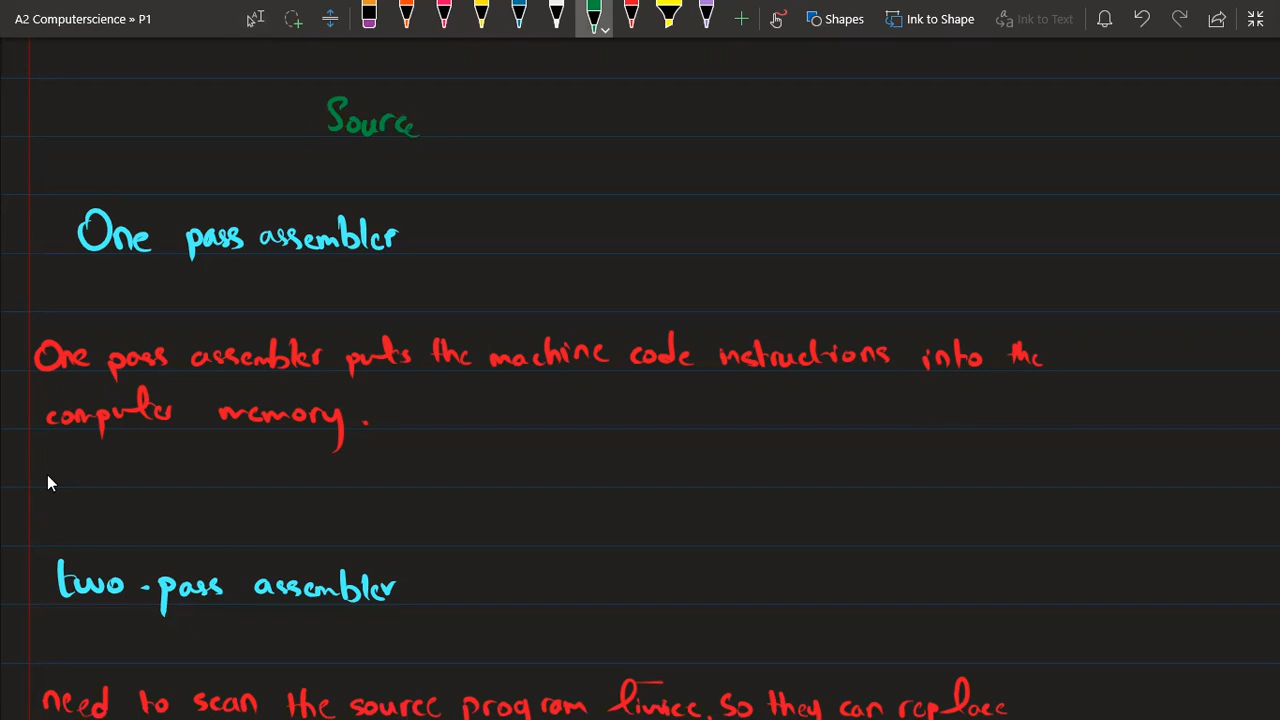 A2 Computerscience » P1 Shapes Ink to Shape Ink to Text
Source
One pass assembler
One pass assembler puts the machine code instructions into the
computer memory.
two-pass assembler
need to scan the source program twice, so they can replace